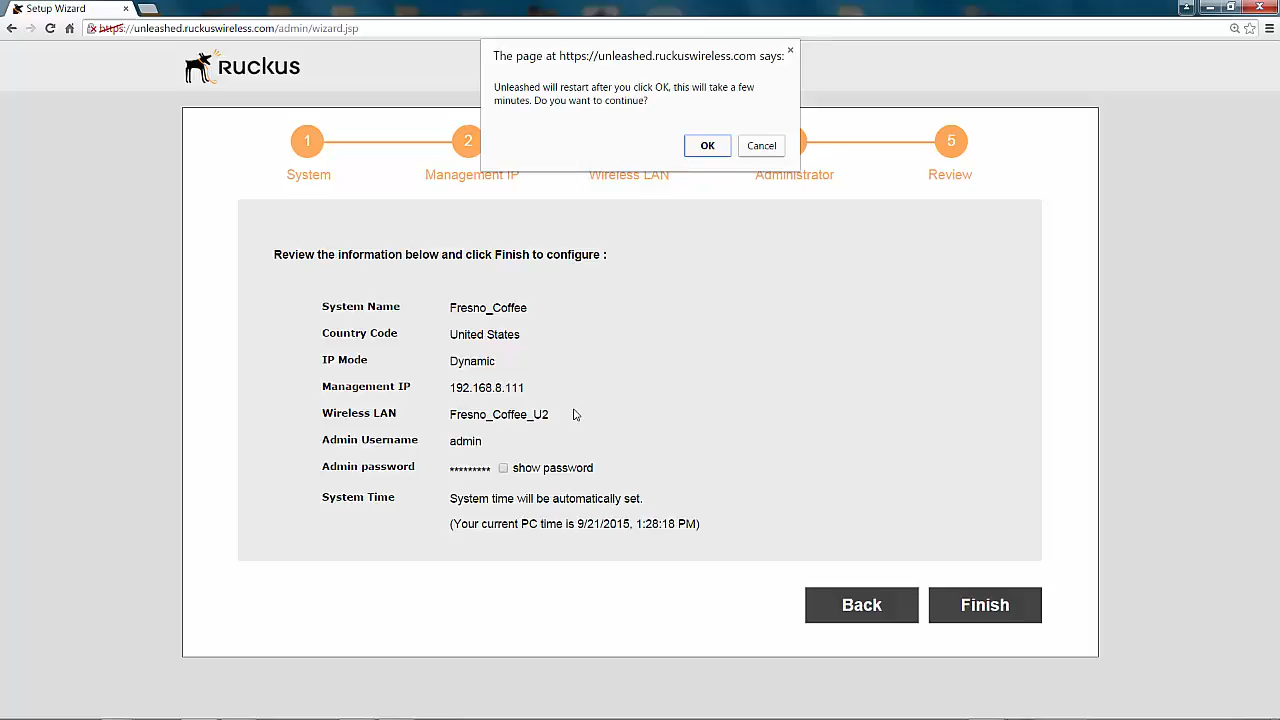 Setup Wizard
https://unleashed.ruckuswireless.com/admin/wizard.jsp
Ruckus
The page at https://unleashed.ruckuswireless.com says:
Unleashed will restart after you click OK, this will take a few
minutes. Do you want to continue?
OK Cancel
1 2 5
System Management IP Wireless LAN Administrator Review
Review the information below and click Finish to configure :
System Name Fresno_Coffee
Country Code United States
IP Mode Dynamic
Management IP 192.168.8.111
Wireless LAN Fresno_Coffee_U2
Admin Username admin
Admin password ********* show password
System Time System time will be automatically set.
(Your current PC time is 9/21/2015, 1:28:18 PM)
Back Finish